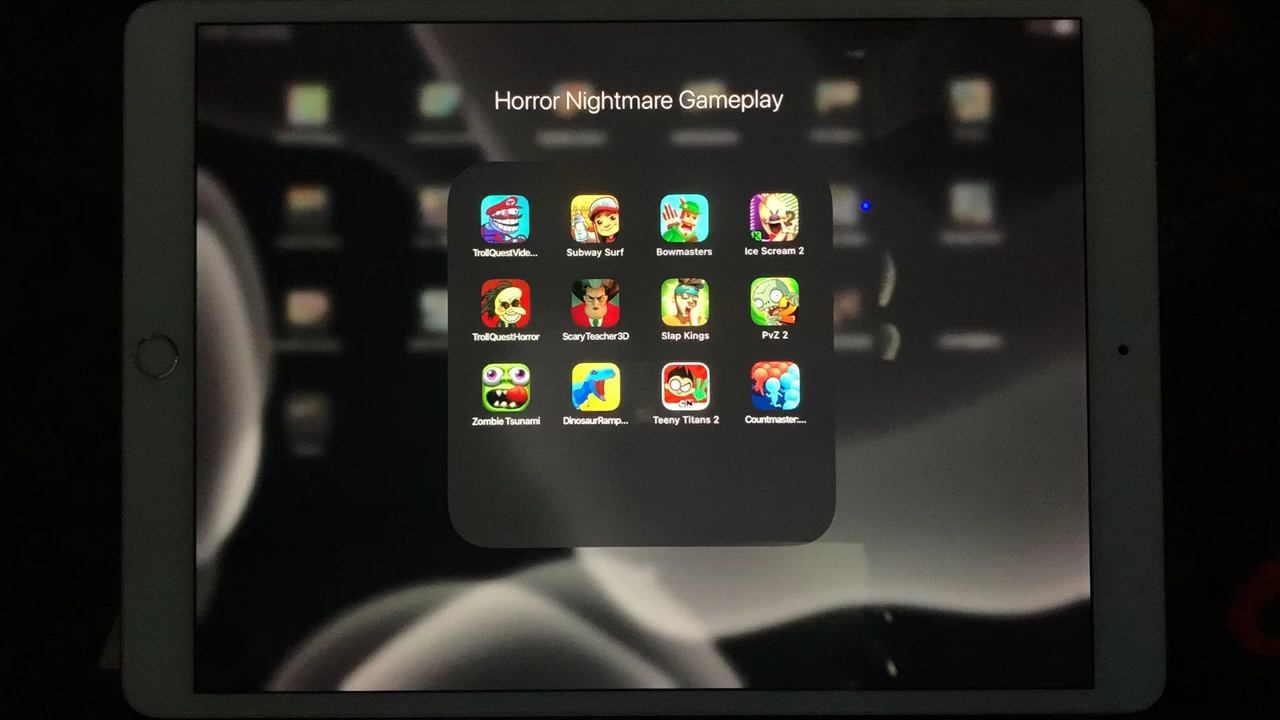 Horror Nightmare Gameplay
TrollQuestVide...
Subway Surf
Bowmasters
Ice Scream 2
TrollQuestHorror
ScaryTeacher3D
Slap Kings
PvZ 2
Zombie Tsunami
DinosaurRamp...
Teeny Titans 2
Countmaster:...